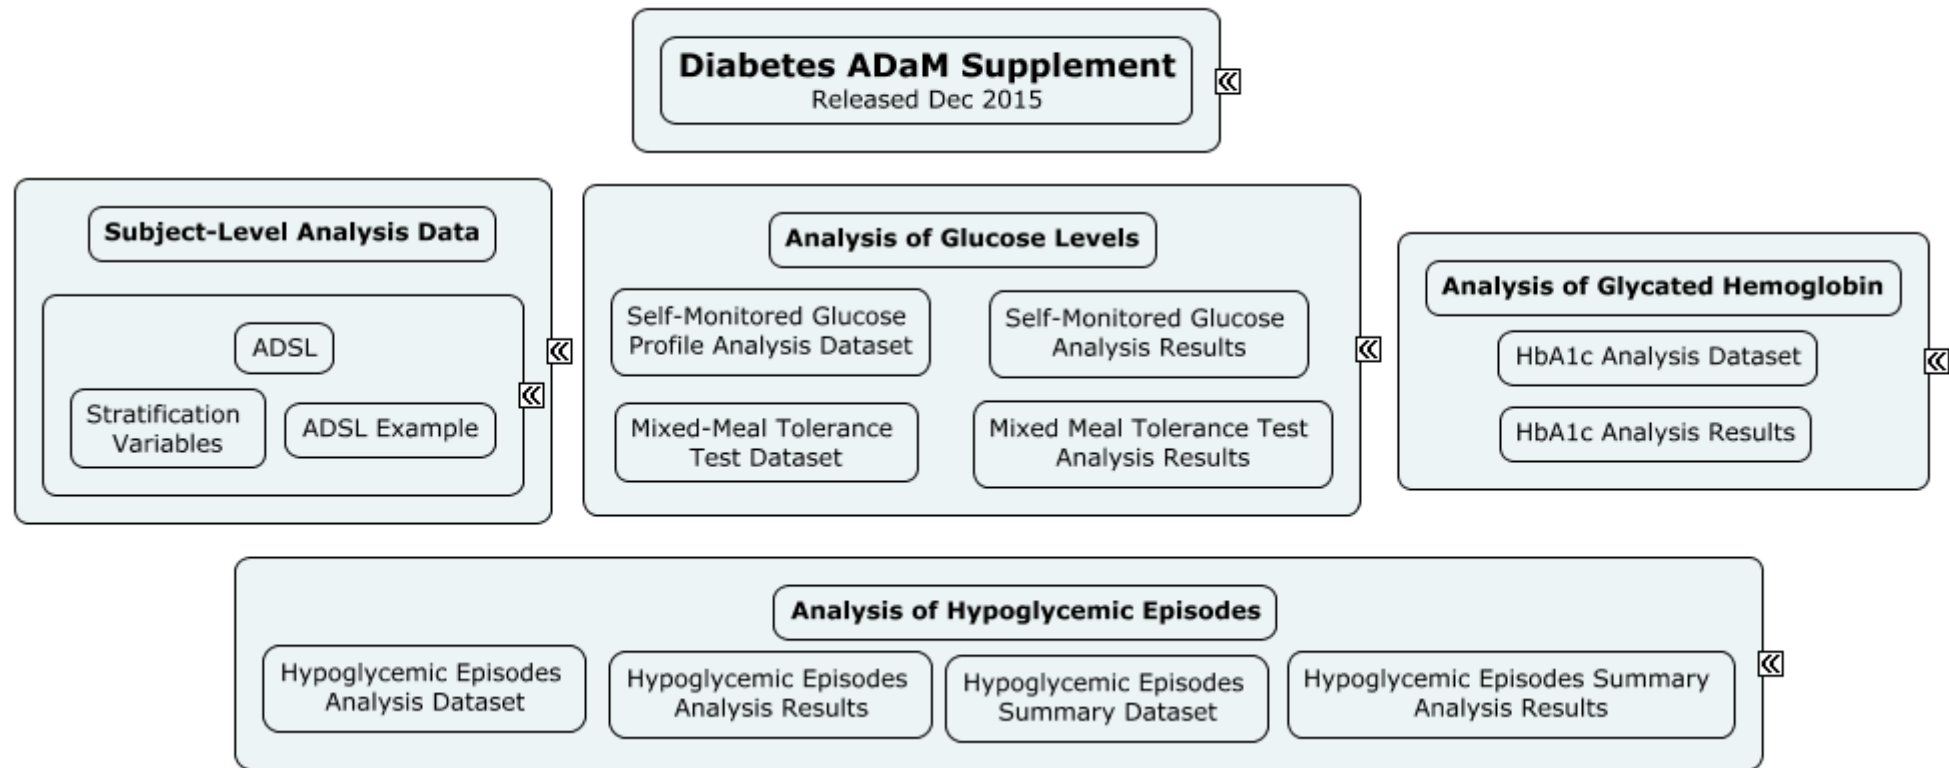 Diabetes ADaM Supplement
Released Dec 2015
Subject-Level Analysis Data
ADSL
Stratification
Variables
ADSL Example
Analysis of Glucose Levels
Self-Monitored Glucose
Profile Analysis Dataset
Self-Monitored Glucose
Analysis Results
Mixed-Meal Tolerance
Test Dataset
Mixed Meal Tolerance Test
Analysis Results
Analysis of Glycated Hemoglobin
HbA1c Analysis Dataset
HbA1c Analysis Results
Analysis of Hypoglycemic Episodes
Hypoglycemic Episodes
Analysis Dataset
Hypoglycemic Episodes
Analysis Results
Hypoglycemic Episodes
Summary Dataset
Hypoglycemic Episodes Summary
Analysis Results